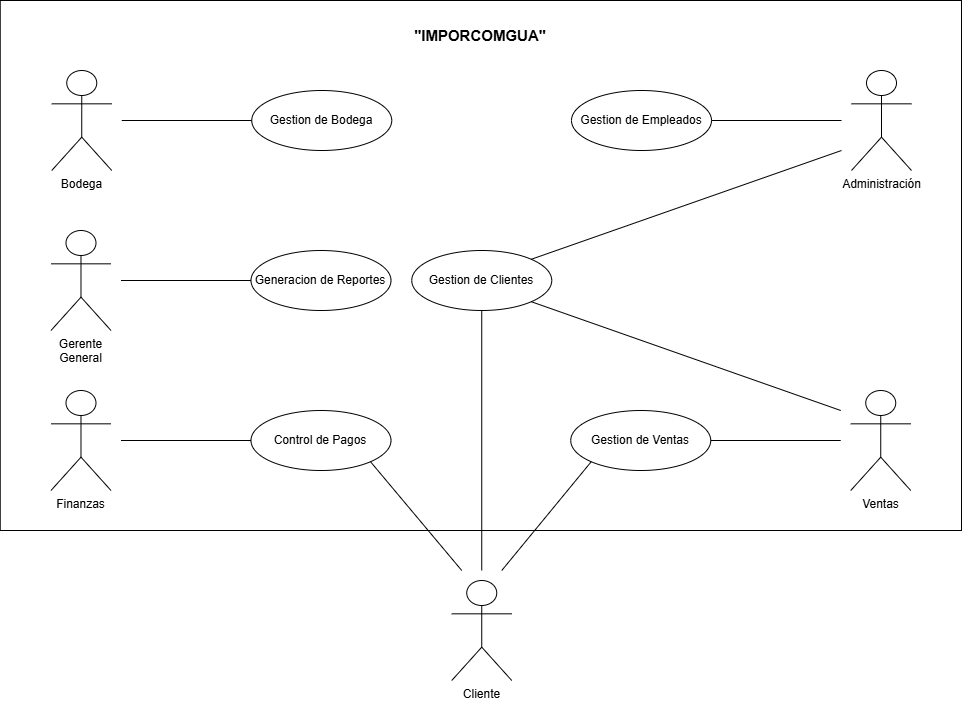 "IMPORCOMGUA"
Gestion de Bodega
Gestion de Empleados
Bodega
Administración
Generacion de Reportes
Gestion de Clientes
Gerente
General
Control de Pagos
Gestion de Ventas
Finanzas
Ventas
Cliente